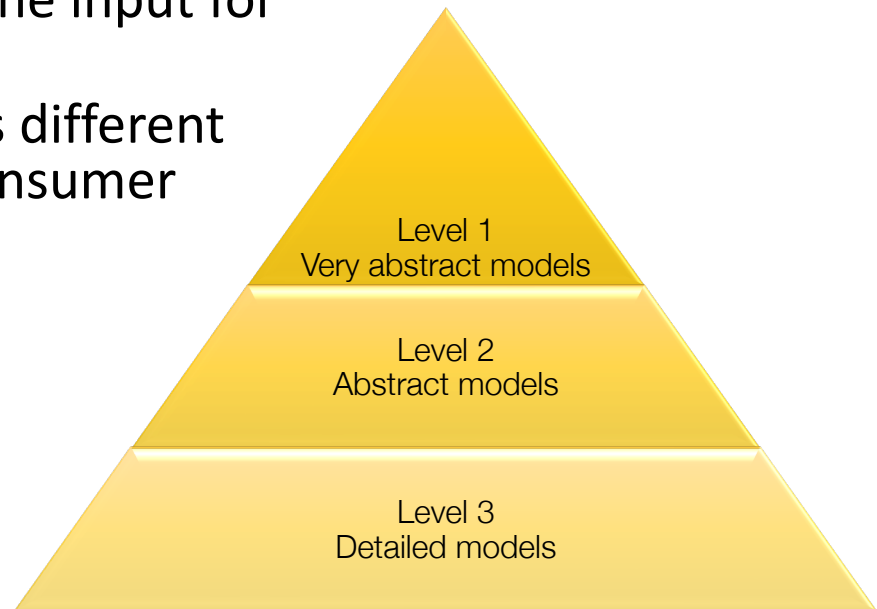 he input for
s different
nsumer
Level 1
Very abstract models
Level 2
Abstract models
Level 3
Detailed models